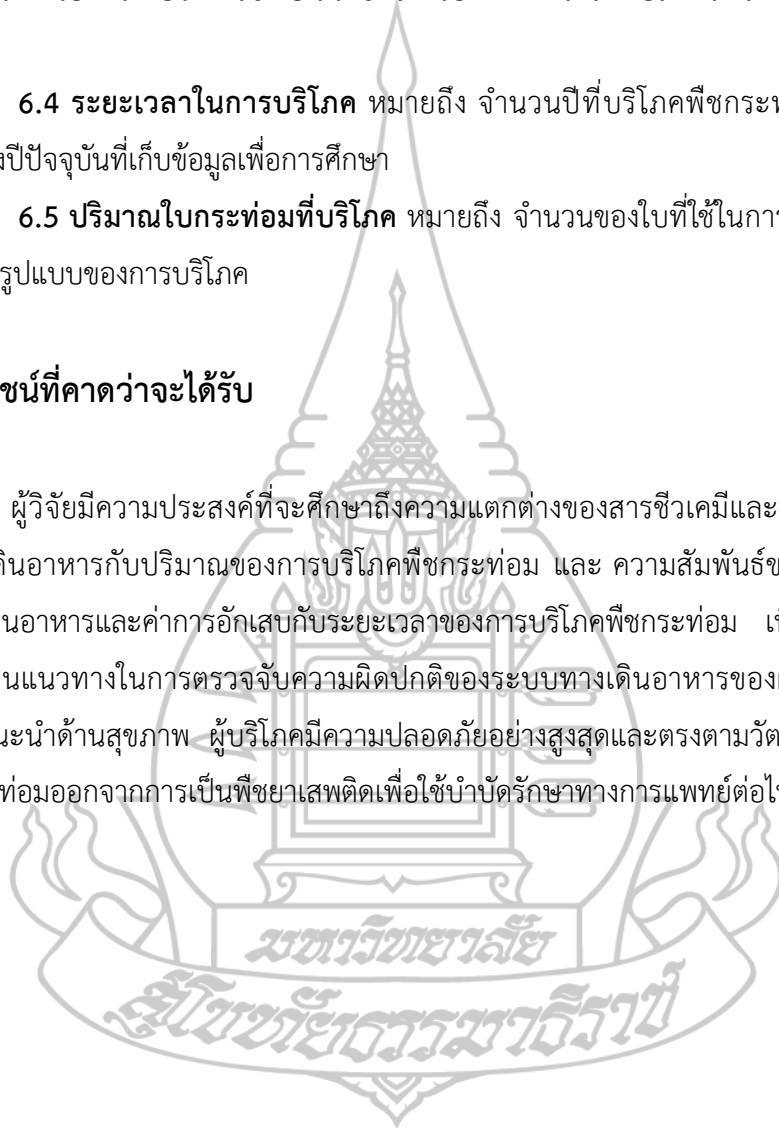 6.4 ระยะเวลาในการบริโภค หมายถึง จำนวนปีที่บริโภคพืชกระท
งปีปัจจุบันที่เก็บข้อมูลเพื่อการศึกษา
6.5 ปริมาณใบกระท่อมที่บริโภค หมายถึง จำนวนของใบที่ใช้ในการ
รูปแบบของการบริโภค
ชน์ที่คาดว่าจะได้รับ
ผู้วิจัยมีความประสงค์ที่จะศึกษาถึงความแตกต่างของสารชีวเคมีและ
ดินอาหารกับปริมาณของการบริโภคพืชกระท่อม และ ความสัมพันธ์ข
นอาหารและค่าการอักเสบกับระยะเวลาของการบริโภคพืชกระท่อม เ
นแนวทางในการตรวจจับความผิดปกติของระบบทางเดินอาหารของ
นะนำด้านสุขภาพ ผู้บริโภคมีความปลอดภัยอย่างสูงสุดและตรงตามวัต
ท่อมออกจากการเป็นพืชยาเสพติดเพื่อใช้บำบัดรักษาทางการแพทย์ต่อไ
มหาวิทยาลัย
สุโขทัยธรรมาธิราช